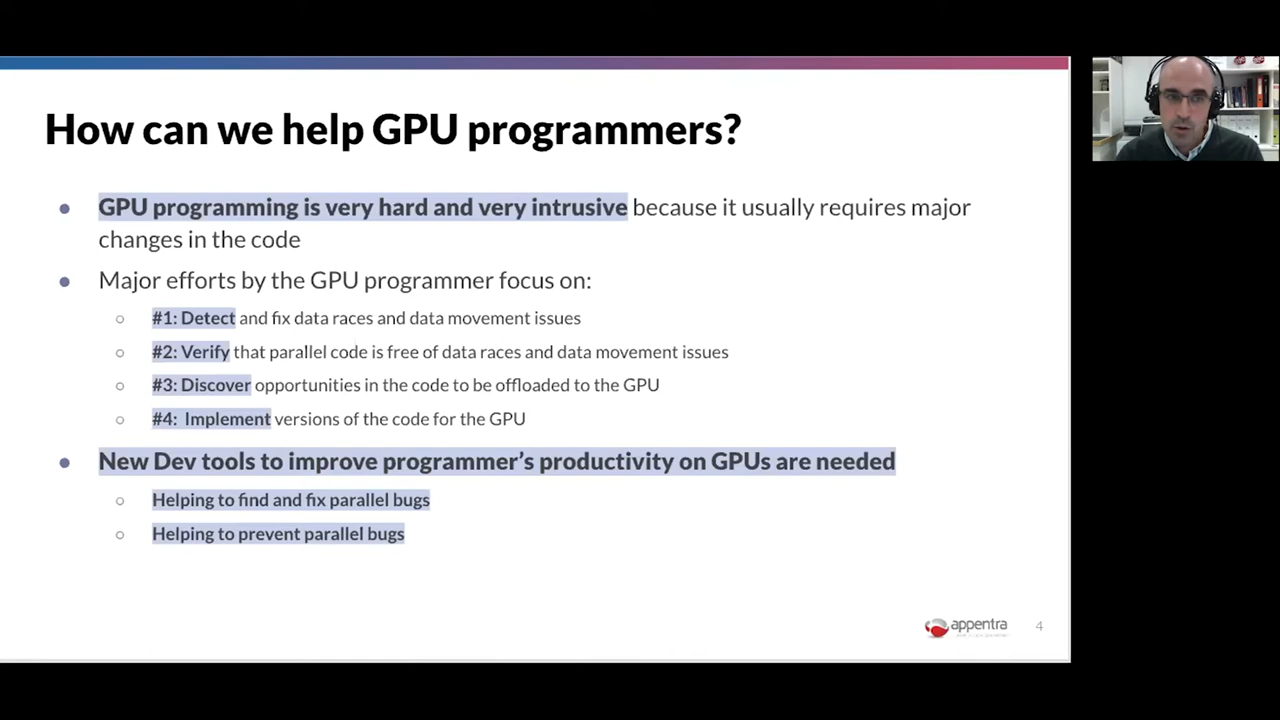 How can we help GPU programmers?
● GPU programming is very hard and very intrusive because it usually requires major
changes in the code
● Major efforts by the GPU programmer focus on:
○ #1: Detect and fix data races and data movement issues
○ #2: Verify that parallel code is free of data races and data movement issues
○ #3: Discover opportunities in the code to be offloaded to the GPU
○ #4: Implement versions of the code for the GPU
● New Dev tools to improve programmer’s productivity on GPUs are needed
○ Helping to find and fix parallel bugs
○ Helping to prevent parallel bugs
appentra
4